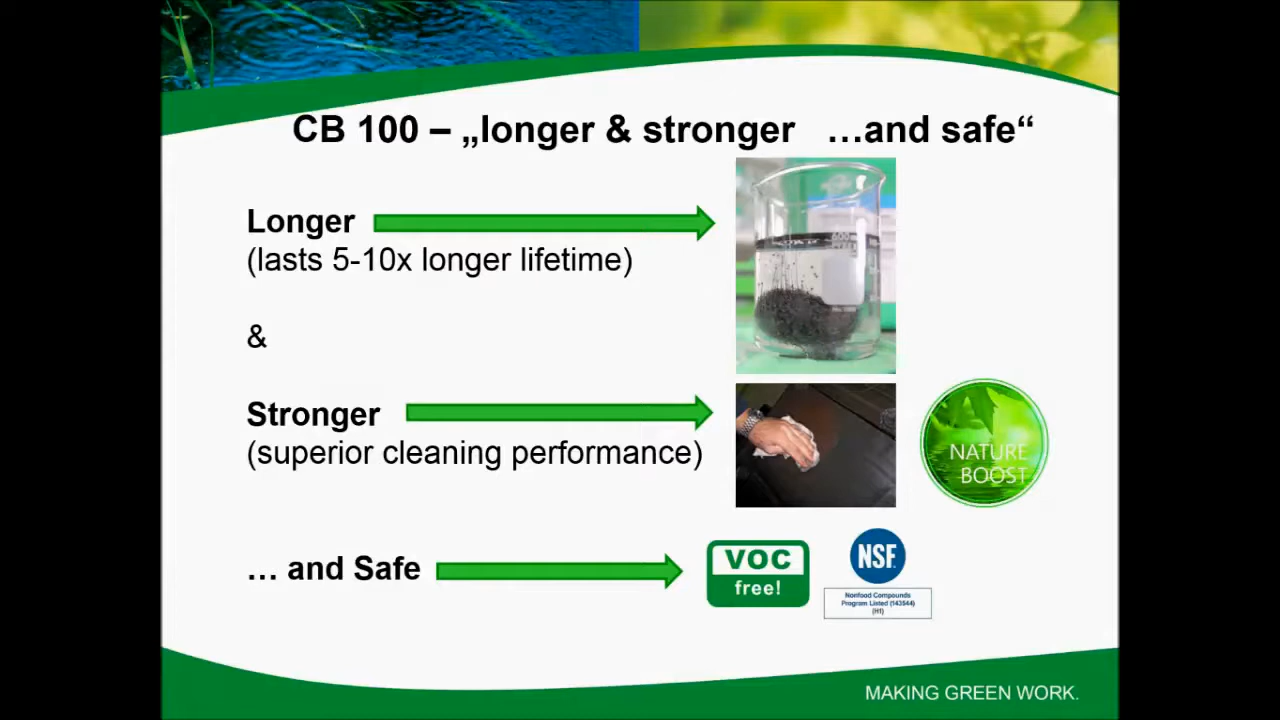 CB 100 – „longer & stronger …and safe“
Longer
(lasts 5-10x longer lifetime)
&
Stronger
(superior cleaning performance)
NATURE
BOOST
… and Safe
VOC
free!
NSF
Nonfood Compounds
Program Listed (143544)
(H1)
MAKING GREEN WORK.